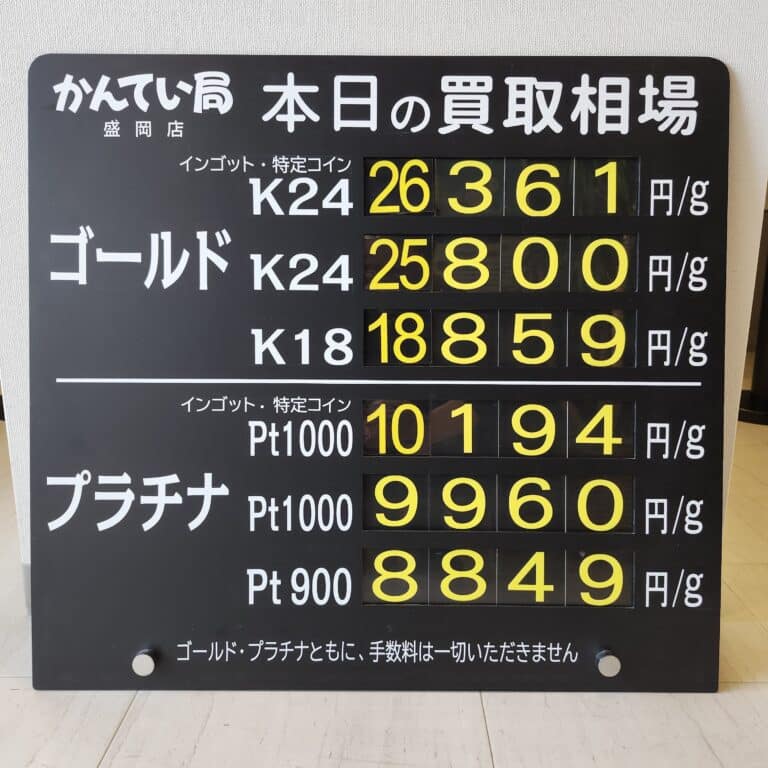 かんてい局 本日の買取相場
盛岡店
インゴット・特定コイン
K24 26361 円/g
ゴールド K24 25800 円/g
K18 18859 円/g
インゴット・特定コイン
Pt1000 10194 円/g
プラチナ Pt1000 9960 円/g
Pt900 8849 円/g
ゴールド・プラチナともに、手数料は一切いただきません